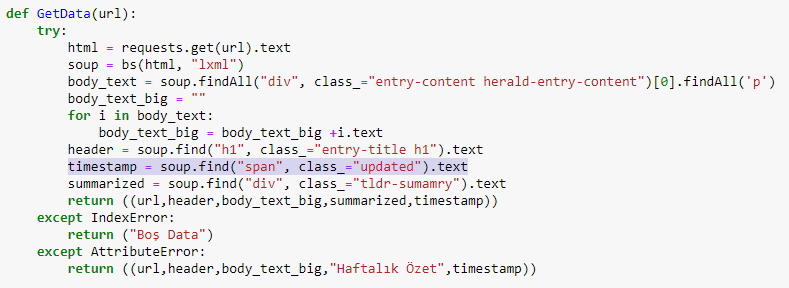 def GetData(url):
    try:
        html = requests.get(url).text
        soup = bs(html, "lxml")
        body_text = soup.findAll("div", class_="entry-content herald-entry-content")[0].findAll('p')
        body_text_big = ""
        for i in body_text:
            body_text_big = body_text_big +i.text
        header = soup.find("h1", class_="entry-title h1").text
        timestamp = soup.find("span", class_="updated").text
        summarized = soup.find("div", class_="tldr-sumamry").text
        return ((url,header,body_text_big,summarized,timestamp))
    except IndexError:
        return ("Boş Data")
    except AttributeError:
        return ((url,header,body_text_big,"Haftalık Özet",timestamp))